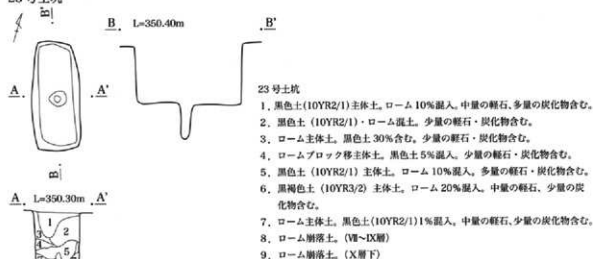 23号土坑
B'
B L=350.40m B'
A A'
B
A L=350.30m A'
1
2
3
4
5
23号土坑
1. 黒色土(10YR2/1)主体土。ローム10%混入。中量の軽石、多量の炭化物含む。
2. 黒色土(10YR2/1)・ローム混土。少量の軽石・炭化物含む。
3. ローム主体土。黒色土30%含む。少量の軽石・炭化物含む。
4. ロームブロック移主体土。黒色土5%混入。少量の軽石・炭化物含む。
5. 黒色土(10YR2/1)主体土。ローム10%混入。多量の軽石・炭化物含む。
6. 黒褐色土(10YR3/2)主体土。ローム20%混入。中量の軽石、少量の炭
化物含む。
7. ローム主体土。黒色土(10YR2/1)1%混入。中量の軽石、少量の炭化物含む。
8. ローム崩落土。(Ⅶ~Ⅸ層)
9. ローム崩落土。(Ⅹ層下)